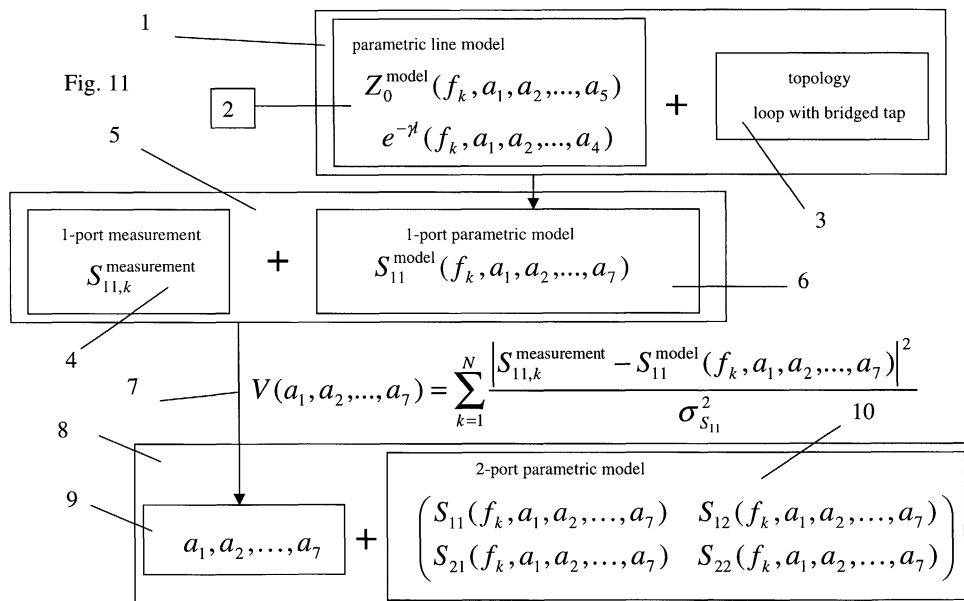 1
parametric line model
Fig. 11
Z_0^model(f_k, a_1, a_2, ..., a_5)
2
e^{-γl}(f_k, a_1, a_2, ..., a_4)
+
topology
loop with bridged tap
5
3
1-port measurement
S_{11,k}^measurement
+
1-port parametric model
S_11^model(f_k, a_1, a_2, ..., a_7)
6
4
7
V(a_1, a_2, ..., a_7) = ∑_{k=1}^{N} |S_{11,k}^measurement − S_11^model(f_k, a_1, a_2, ..., a_7)|^2 / σ_{S_11}^2
10
8
2-port parametric model
9
a_1, a_2, ..., a_7
+
(S_11(f_k, a_1, a_2, ..., a_7) S_12(f_k, a_1, a_2, ..., a_7)
S_21(f_k, a_1, a_2, ..., a_7) S_22(f_k, a_1, a_2, ..., a_7))